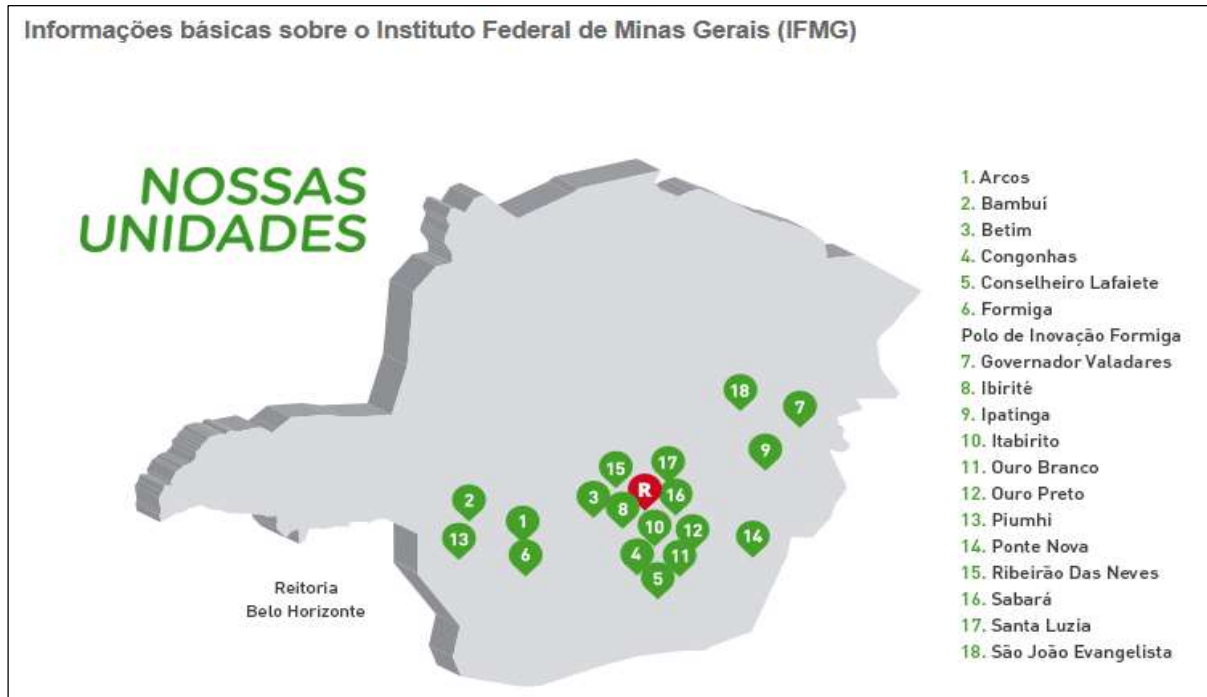 Informações básicas sobre o Instituto Federal de Minas Gerais (IFMG)
NOSSAS
UNIDADES
1. Arcos
2. Bambuí
3. Betim
4. Congonhas
5. Conselheiro Lafaiete
6. Formiga
Polo de Inovação Formiga
7. Governador Valadares
8. Ibirité
9. Ipatinga
10. Itabirito
11. Ouro Branco
12. Ouro Preto
13. Piumhi
14. Ponte Nova
15. Ribeirão Das Neves
16. Sabará
17. Santa Luzia
18. São João Evangelista
18
7
9
15
17
R
3
16
2
8
1
10
12
13
14
4
11
6
5
Reitoria
Belo Horizonte